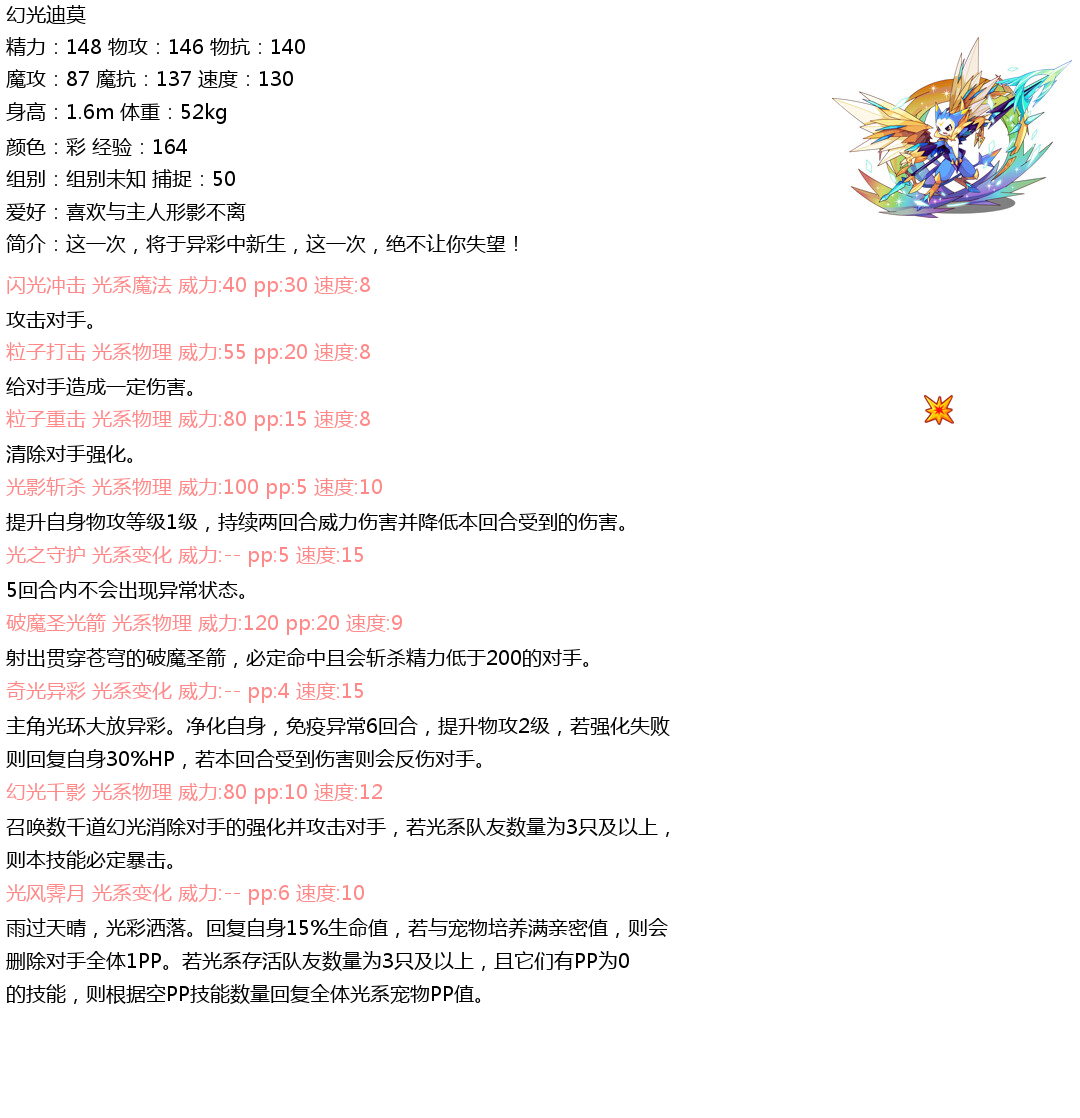 幻光迪莫
精力：148 物攻：146 物抗：140
魔攻：87 魔抗：137 速度：130
身高：1.6m 体重：52kg
颜色：彩 经验：164
组别：组别未知 捕捉：50
爱好：喜欢与主人形影不离
简介：这一次，将于异彩中新生，这一次，绝不让你失望！
闪光冲击 光系魔法 威力:40 pp:30 速度:8
攻击对手。
粒子打击 光系物理 威力:55 pp:20 速度:8
给对手造成一定伤害。
粒子重击 光系物理 威力:80 pp:15 速度:8
清除对手强化。
光影斩杀 光系物理 威力:100 pp:5 速度:10
提升自身物攻等级1级，持续两回合威力伤害并降低本回合受到的伤害。
光之守护 光系变化 威力:-- pp:5 速度:15
5回合内不会出现异常状态。
破魔圣光箭 光系物理 威力:120 pp:20 速度:9
射出贯穿苍穹的破魔圣箭，必定命中且会斩杀精力低于200的对手。
奇光异彩 光系变化 威力:-- pp:4 速度:15
主角光环大放异彩。净化自身，免疫异常6回合，提升物攻2级，若强化失败
则回复自身30%HP，若本回合受到伤害则会反伤对手。
幻光千影 光系物理 威力:80 pp:10 速度:12
召唤数千道幻光消除对手的强化并攻击对手，若光系队友数量为3只及以上，
则本技能必定暴击。
光风霁月 光系变化 威力:-- pp:6 速度:10
雨过天晴，光彩洒落。回复自身15%生命值，若与宠物培养满亲密值，则会
删除对手全体1PP。若光系存活队友数量为3只及以上，且它们有PP为0
的技能，则根据空PP技能数量回复全体光系宠物PP值。